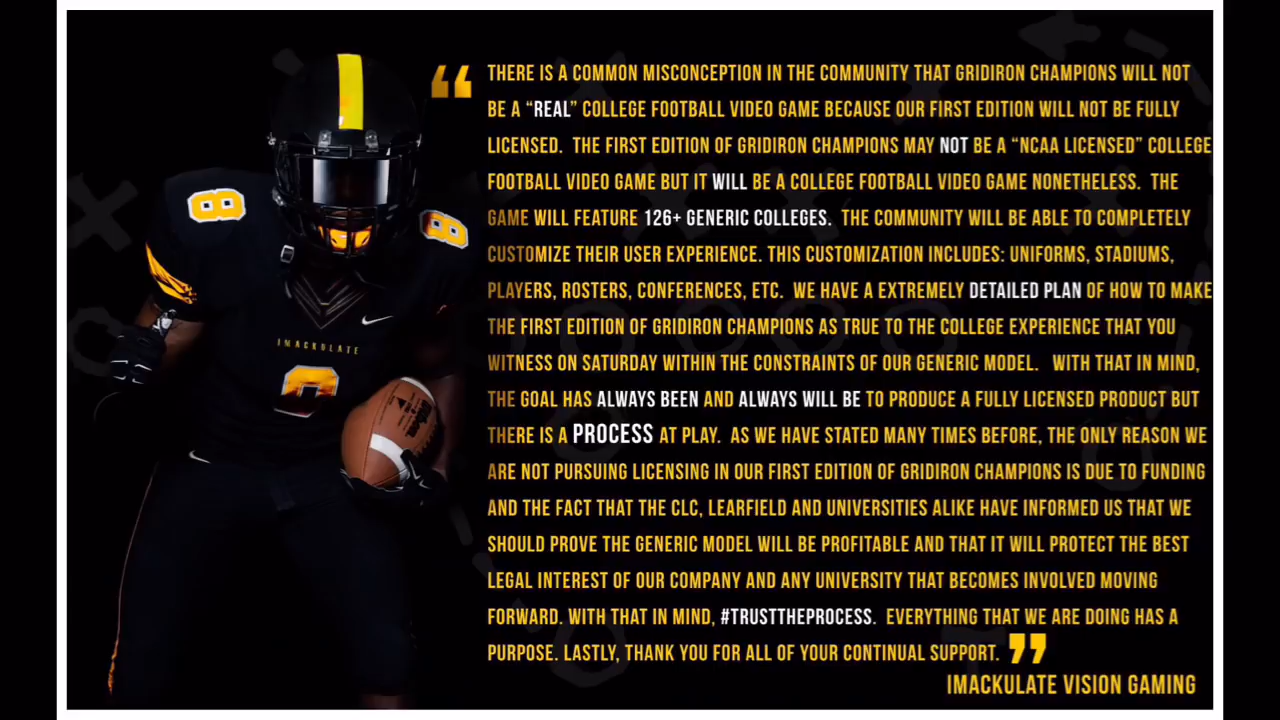 THERE IS A COMMON MISCONCEPTION IN THE COMMUNITY THAT GRIDIRON CHAMPIONS WILL NOT
BE A “REAL” COLLEGE FOOTBALL VIDEO GAME BECAUSE OUR FIRST EDITION WILL NOT BE FULLY
LICENSED. THE FIRST EDITION OF GRIDIRON CHAMPIONS MAY NOT BE A “NCAA LICENSED” COLLEGE
FOOTBALL VIDEO GAME BUT IT WILL BE A COLLEGE FOOTBALL VIDEO GAME NONETHELESS. THE
GAME WILL FEATURE 126+ GENERIC COLLEGES. THE COMMUNITY WILL BE ABLE TO COMPLETELY
CUSTOMIZE THEIR USER EXPERIENCE. THIS CUSTOMIZATION INCLUDES: UNIFORMS, STADIUMS,
PLAYERS, ROSTERS, CONFERENCES, ETC. WE HAVE A EXTREMELY DETAILED PLAN OF HOW TO MAKE
THE FIRST EDITION OF GRIDIRON CHAMPIONS AS TRUE TO THE COLLEGE EXPERIENCE THAT YOU
WITNESS ON SATURDAY WITHIN THE CONSTRAINTS OF OUR GENERIC MODEL. WITH THAT IN MIND,
THE GOAL HAS ALWAYS BEEN AND ALWAYS WILL BE TO PRODUCE A FULLY LICENSED PRODUCT BUT
THERE IS A PROCESS AT PLAY. AS WE HAVE STATED MANY TIMES BEFORE, THE ONLY REASON WE
ARE NOT PURSUING LICENSING IN OUR FIRST EDITION OF GRIDIRON CHAMPIONS IS DUE TO FUNDING
AND THE FACT THAT THE CLC, LEARFIELD AND UNIVERSITIES ALIKE HAVE INFORMED US THAT WE
SHOULD PROVE THE GENERIC MODEL WILL BE PROFITABLE AND THAT IT WILL PROTECT THE BEST
LEGAL INTEREST OF OUR COMPANY AND ANY UNIVERSITY THAT BECOMES INVOLVED MOVING
FORWARD. WITH THAT IN MIND, #TRUSTTHEPROCESS. EVERYTHING THAT WE ARE DOING HAS A
PURPOSE. LASTLY, THANK YOU FOR ALL OF YOUR CONTINUAL SUPPORT. ”
IMACKULATE VISION GAMING
8
8
IMACKULATE